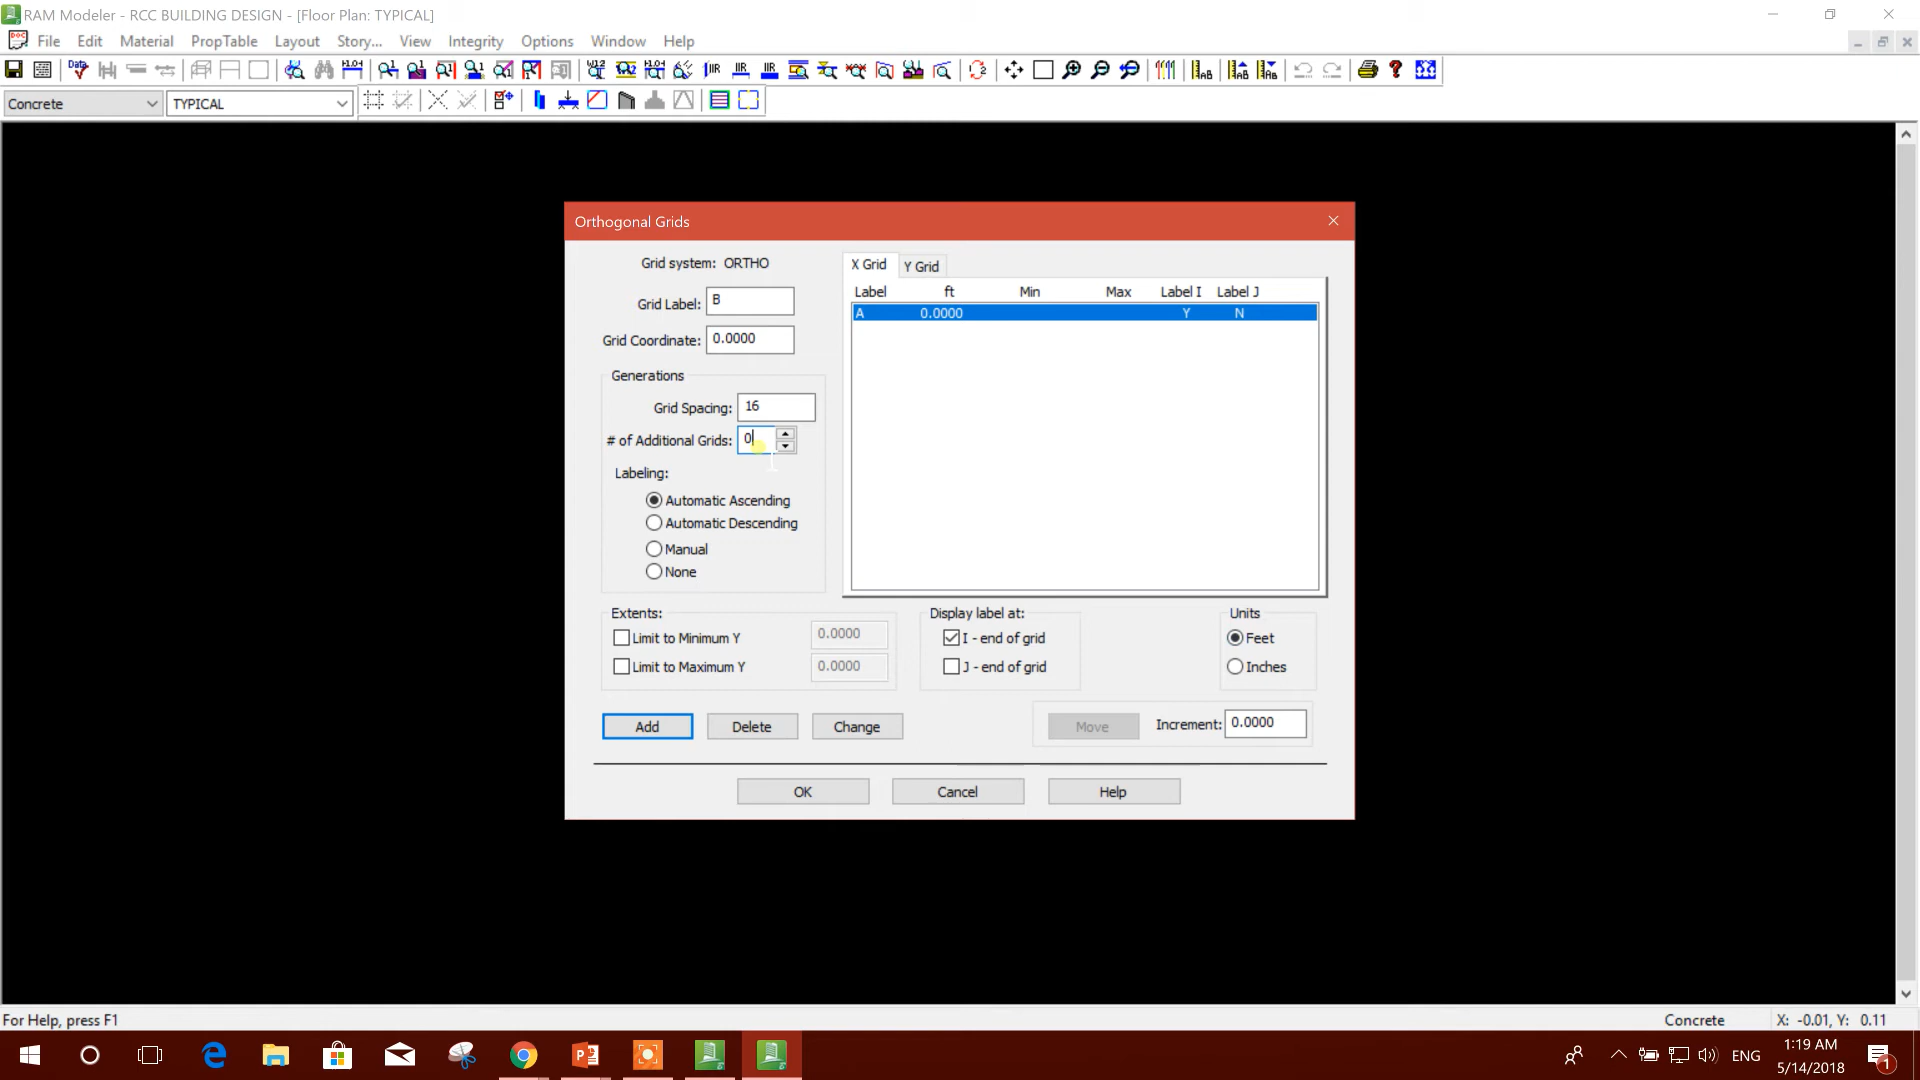 RAM Modeler - RCC BUILDING DESIGN - [Floor Plan: TYPICAL]
File Edit Material PropTable Layout Story... View Integrity Options Window Help
Concrete TYPICAL
Orthogonal Grids
Grid system: ORTHO
X Grid Y Grid
Label ft Min Max Label I Label J
A 0.0000 Y N
Grid Label: B
Grid Coordinate: 0.0000
Generations
Grid Spacing: 16
# of Additional Grids: 0
Labeling:
Automatic Ascending
Automatic Descending
Manual
None
Extents:
Limit to Minimum Y 0.0000
Limit to Maximum Y 0.0000
Display label at:
I - end of grid
J - end of grid
Units
Feet
Inches
Add Delete Change Move Increment: 0.0000
OK Cancel Help
For Help, press F1
Concrete X: -0.01, Y: 0.11
ENG
1:19 AM
5/14/2018
1